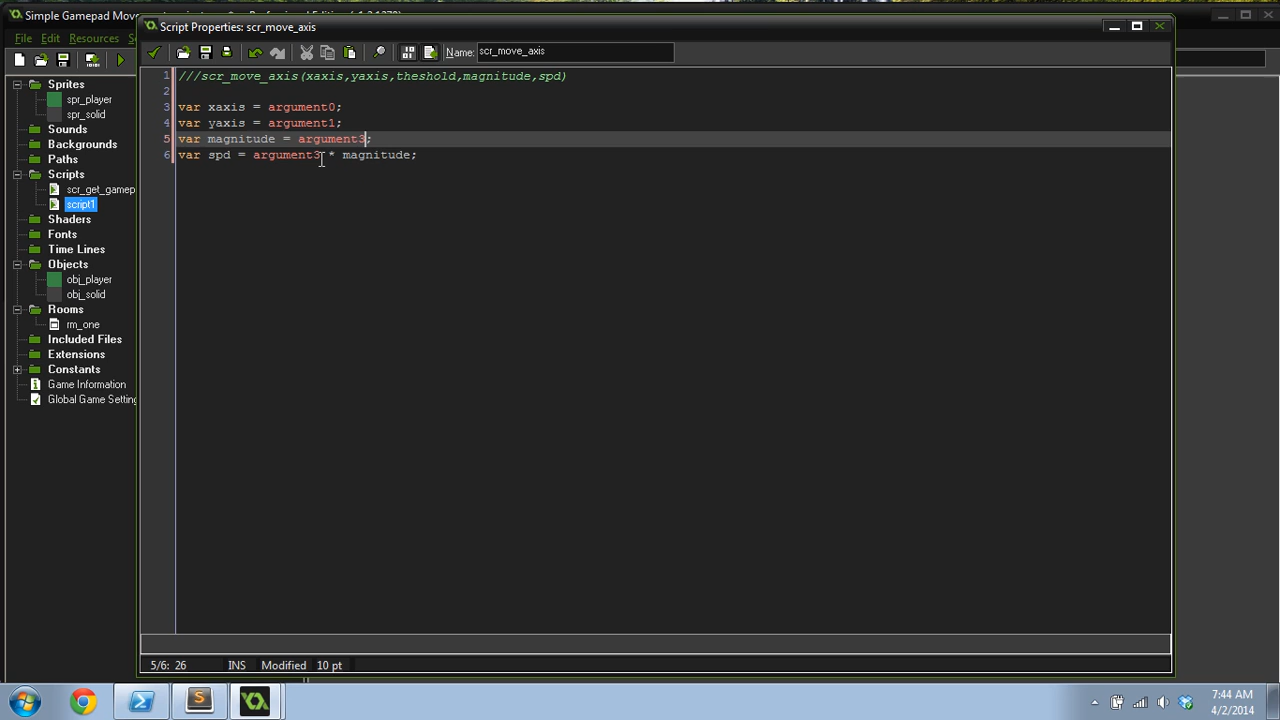 Simple Gamepad Move
Script Properties: scr_move_axis
File Edit Resources
Name: scr_move_axis
Sprites
spr_player
spr_solid
Sounds
Backgrounds
Paths
Scripts
scr_get_gamep
script1
Shaders
Fonts
Time Lines
Objects
obj_player
obj_solid
Rooms
rm_one
Included Files
Extensions
Constants
Game Information
Global Game Setting
1 ///scr_move_axis(xaxis,yaxis,theshold,magnitude,spd)
2
3 var xaxis = argument0;
4 var yaxis = argument1;
5 var magnitude = argument3;
6 var spd = argument3 * magnitude;
5/6: 26 INS Modified 10 pt
7:44 AM
4/2/2014